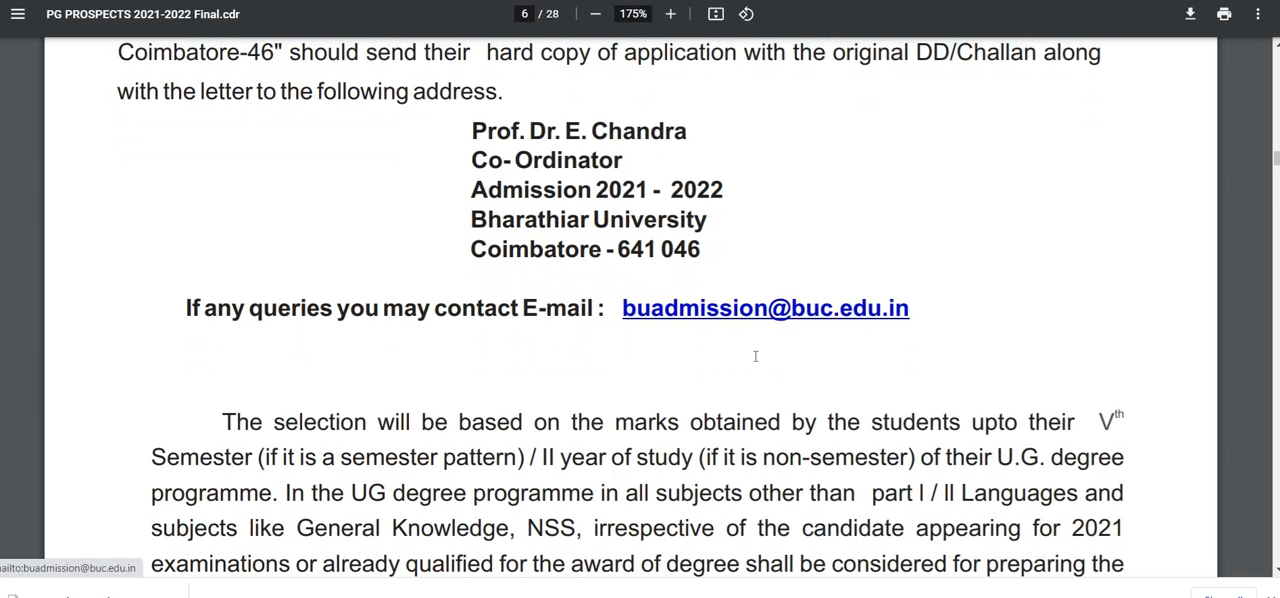 PG PROSPECTS 2021-2022 Final.cdr
6 / 28
175%
Coimbatore-46" should send their hard copy of application with the original DD/Challan along
with the letter to the following address.
Prof. Dr. E. Chandra
Co- Ordinator
Admission 2021 - 2022
Bharathiar University
Coimbatore - 641 046
If any queries you may contact E-mail : buadmission@buc.edu.in
The selection will be based on the marks obtained by the students upto their Vth
Semester (if it is a semester pattern) / II year of study (if it is non-semester) of their U.G. degree
programme. In the UG degree programme in all subjects other than part I / II Languages and
subjects like General Knowledge, NSS, irrespective of the candidate appearing for 2021
examinations or already qualified for the award of degree shall be considered for preparing the
ailto:buadmission@buc.edu.in